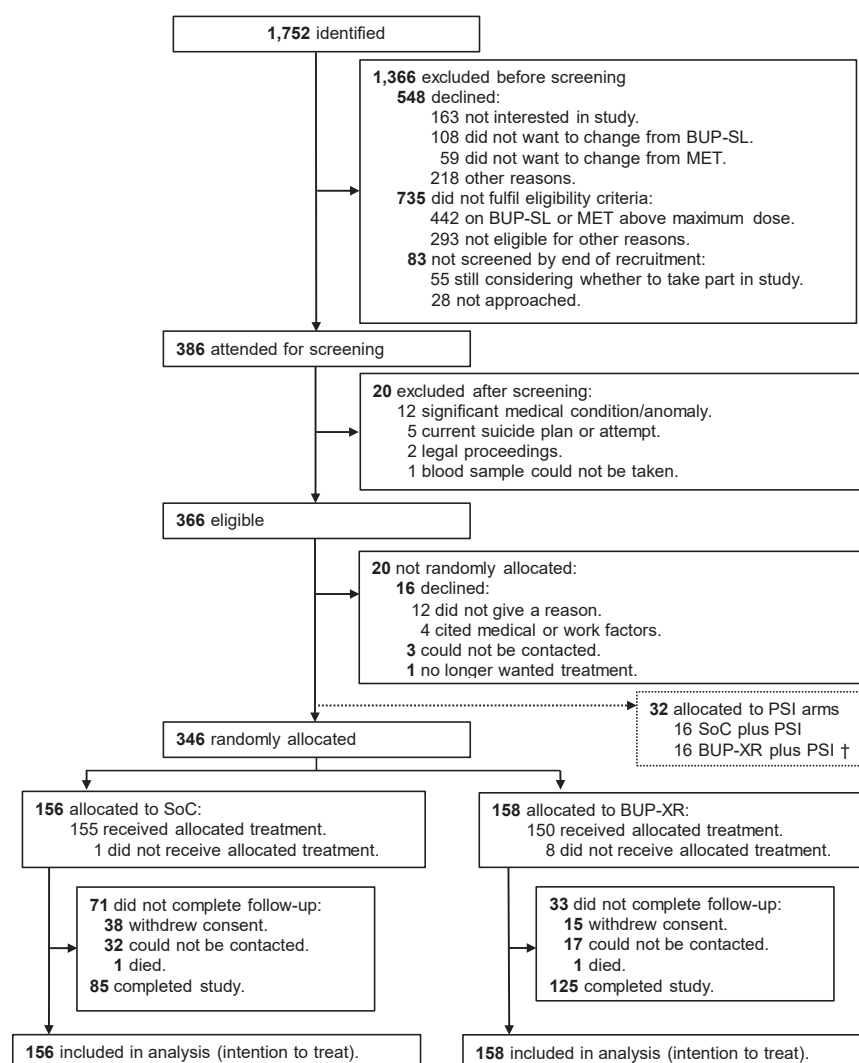 1,752 identified
1,366 excluded before screening
548 declined:
163 not interested in study.
108 did not want to change from BUP-SL.
59 did not want to change from MET.
218 other reasons.
735 did not fulfil eligibility criteria:
442 on BUP-SL or MET above maximum dose.
293 not eligible for other reasons.
83 not screened by end of recruitment:
55 still considering whether to take part in study.
28 not approached.
386 attended for screening
20 excluded after screening:
12 significant medical condition/anomaly.
5 current suicide plan or attempt.
2 legal proceedings.
1 blood sample could not be taken.
366 eligible
20 not randomly allocated:
16 declined:
12 did not give a reason.
4 cited medical or work factors.
3 could not be contacted.
1 no longer wanted treatment.
32 allocated to PSI arms
16 SoC plus PSI
16 BUP-XR plus PSI †
346 randomly allocated
156 allocated to SoC:
155 received allocated treatment.
1 did not receive allocated treatment.
158 allocated to BUP-XR:
150 received allocated treatment.
8 did not receive allocated treatment.
71 did not complete follow-up:
38 withdrew consent.
32 could not be contacted.
1 died.
85 completed study.
33 did not complete follow-up:
15 withdrew consent.
17 could not be contacted.
1 died.
125 completed study.
156 included in analysis (intention to treat).
158 included in analysis (intention to treat).